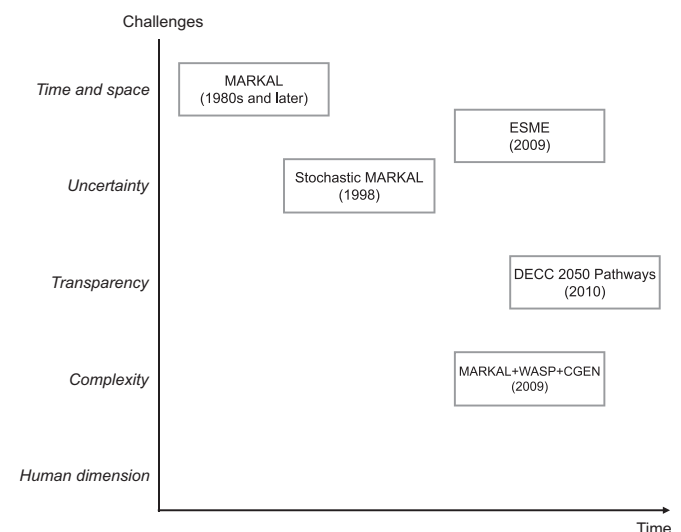 Challenges
Time and space
MARKAL
(1980s and later)
ESME
(2009)
Uncertainty
Stochastic MARKAL
(1998)
Transparency
DECC 2050 Pathways
(2010)
Complexity
MARKAL+WASP+CGEN
(2009)
Human dimension
Time